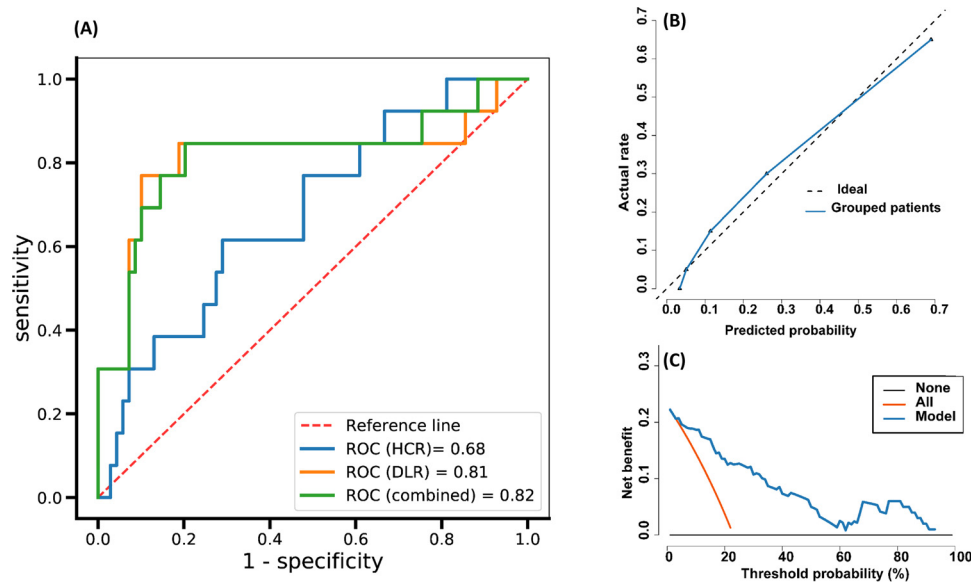 (A)
1.0
0.8
0.6
0.4
0.2
0.0
sensitivity
0.0 0.2 0.4 0.6 0.8 1.0
1 - specificity
Reference line
ROC (HCR)= 0.68
ROC (DLR) = 0.81
ROC (combined) = 0.82
(B)
0.7
0.6
0.5
0.4
0.3
0.2
0.1
0.0
Actual rate
Ideal
Grouped patients
0.0 0.1 0.2 0.3 0.4 0.5 0.6 0.7
Predicted probability
(C)
0.3
0.2
0.1
0.0
Net benefit
None
All
Model
0 20 40 60 80 100
Threshold probability (%)